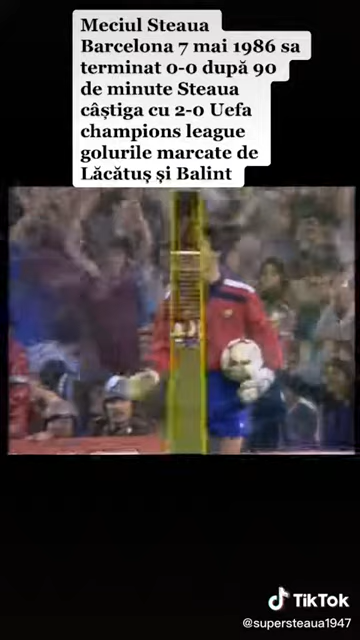 Meciul Steaua
Barcelona 7 mai 1986 sa
terminat 0-0 după 90
de minute Steaua
câștiga cu 2-0 Uefa
champions league
golurile marcate de
Lăcătuș și Balint
TikTok
@supersteaua1947